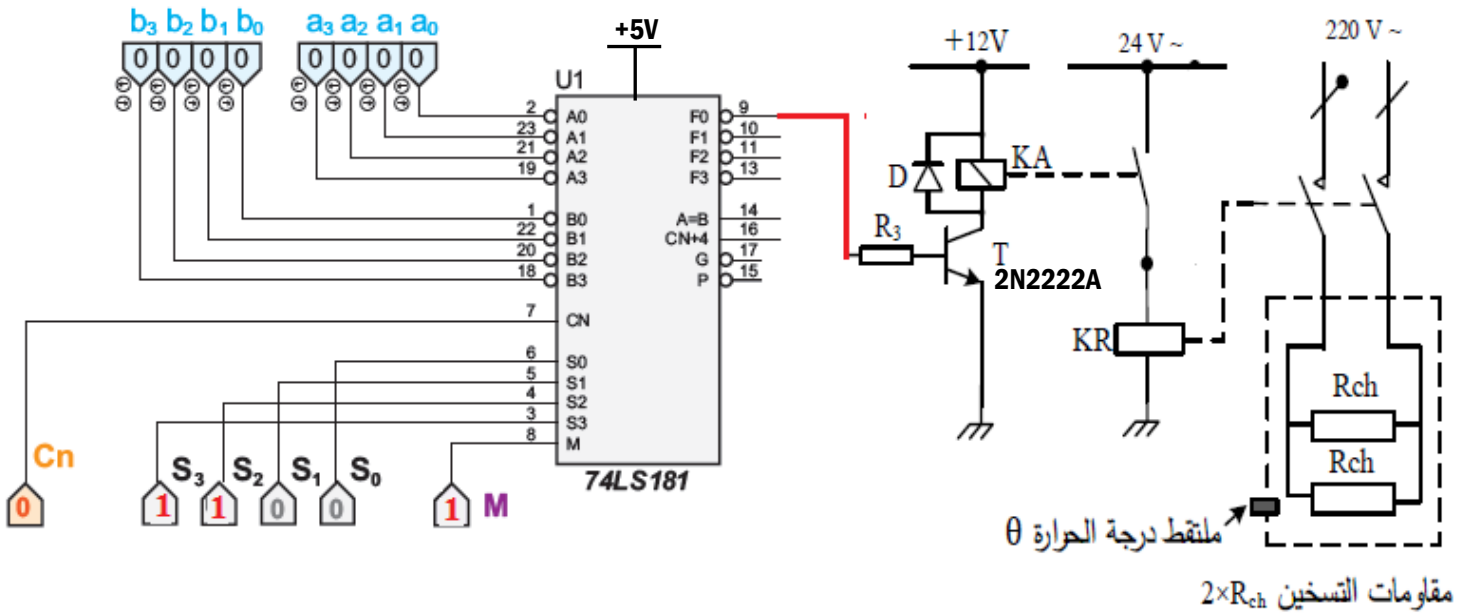 b3 b2 b1 b0
a3 a2 a1 a0
0 0 0 0
0 0 0 0
+5V
U1
2 A0
23 A1
21 A2
19 A3
1 B0
22 B1
20 B2
18 B3
7 CN
6 S0
5 S1
4 S2
3 S3
8 M
F0 9
F1 10
F2 11
F3 13
A=B 14
CN+4 16
G 17
P 15
74LS181
Cn
0
S3 S2 S1 S0
1 1 0 0
1 M
+12V
D
KA
R3
T
2N2222A
24 V ~
KR
220 V ~
Rch
Rch
ملتقط درجة الحرارة θ
مقاومات التسخين 2×Rch